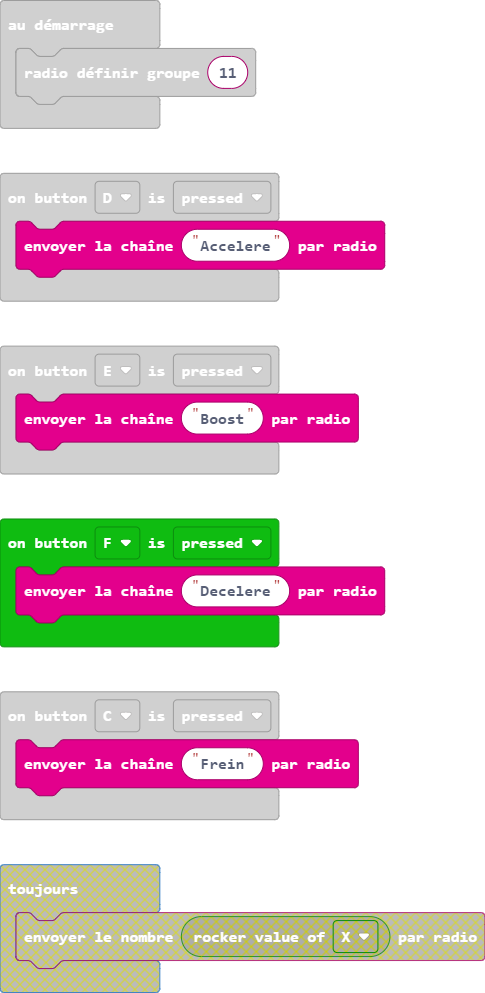 au démarrage
radio définir groupe 11
on button D is pressed
envoyer la chaîne "Accelere" par radio
on button E is pressed
envoyer la chaîne "Boost" par radio
on button F is pressed
envoyer la chaîne "Decelere" par radio
on button C is pressed
envoyer la chaîne "Frein" par radio
toujours
envoyer le nombre rocker value of X par radio